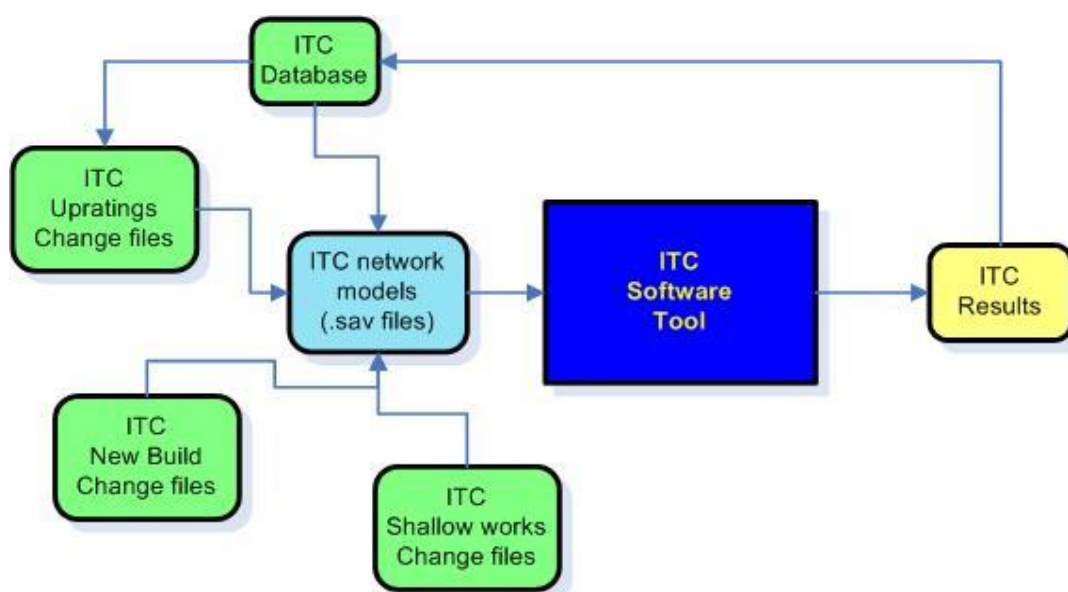 ITC
Database
ITC
Upratings
Change files
ITC network
models
(.sav files)
ITC
Software
Tool
ITC
Results
ITC
New Build
Change files
ITC
Shallow works
Change files